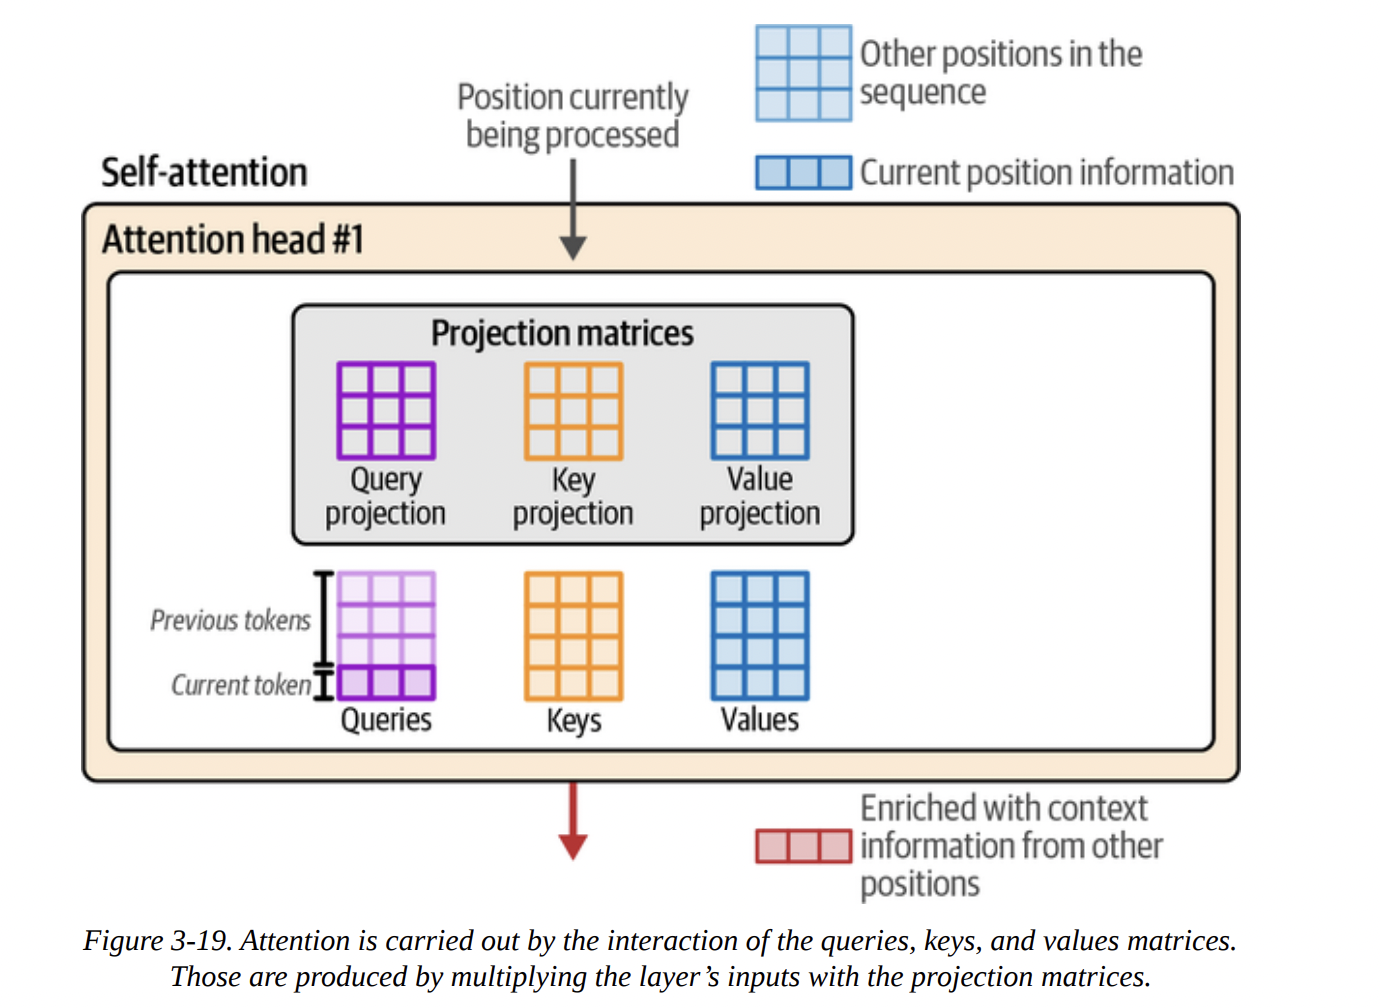 Other positions in the
sequence
Position currently
being processed
Self-attention
Current position information
Attention head #1
Projection matrices
Query
projection
Key
projection
Value
projection
Previous tokens
Current token
Queries
Keys
Values
Enriched with context
information from other
positions
Figure 3-19. Attention is carried out by the interaction of the queries, keys, and values matrices.
Those are produced by multiplying the layer’s inputs with the projection matrices.